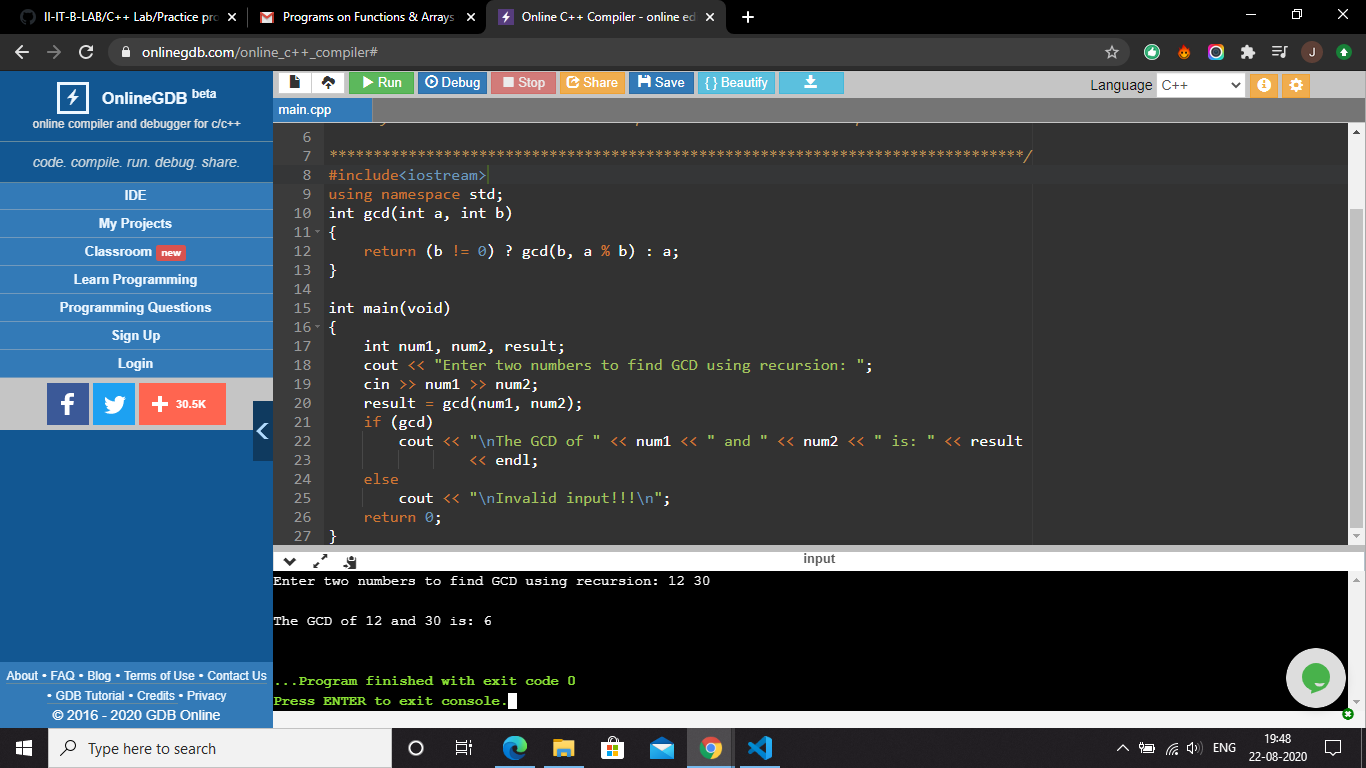 II-IT-B-LAB/C++ Lab/Practice pro
Programs on Functions & Arrays
Online C++ Compiler - online ed
onlinegdb.com/online_c++_compiler#
J
OnlineGDB beta
online compiler and debugger for c/c++
code. compile. run. debug. share.
IDE
My Projects
Classroom new
Learn Programming
Programming Questions
Sign Up
Login
30.5K
About • FAQ • Blog • Terms of Use • Contact Us
• GDB Tutorial • Credits • Privacy
© 2016 - 2020 GDB Online
Run Debug Stop Share Save { } Beautify
Language C++
main.cpp
6
7 *******************************************************************************/
8 #include<iostream>
9 using namespace std;
10 int gcd(int a, int b)
11 {
12     return (b != 0) ? gcd(b, a % b) : a;
13 }
14
15 int main(void)
16 {
17     int num1, num2, result;
18     cout << "Enter two numbers to find GCD using recursion: ";
19     cin >> num1 >> num2;
20     result = gcd(num1, num2);
21     if (gcd)
22         cout << "\nThe GCD of " << num1 << " and " << num2 << " is: " << result
23                 << endl;
24     else
25         cout << "\nInvalid input!!!\n";
26     return 0;
27 }
input
Enter two numbers to find GCD using recursion: 12 30
The GCD of 12 and 30 is: 6
...Program finished with exit code 0
Press ENTER to exit console.
Type here to search
ENG
19:48
22-08-2020